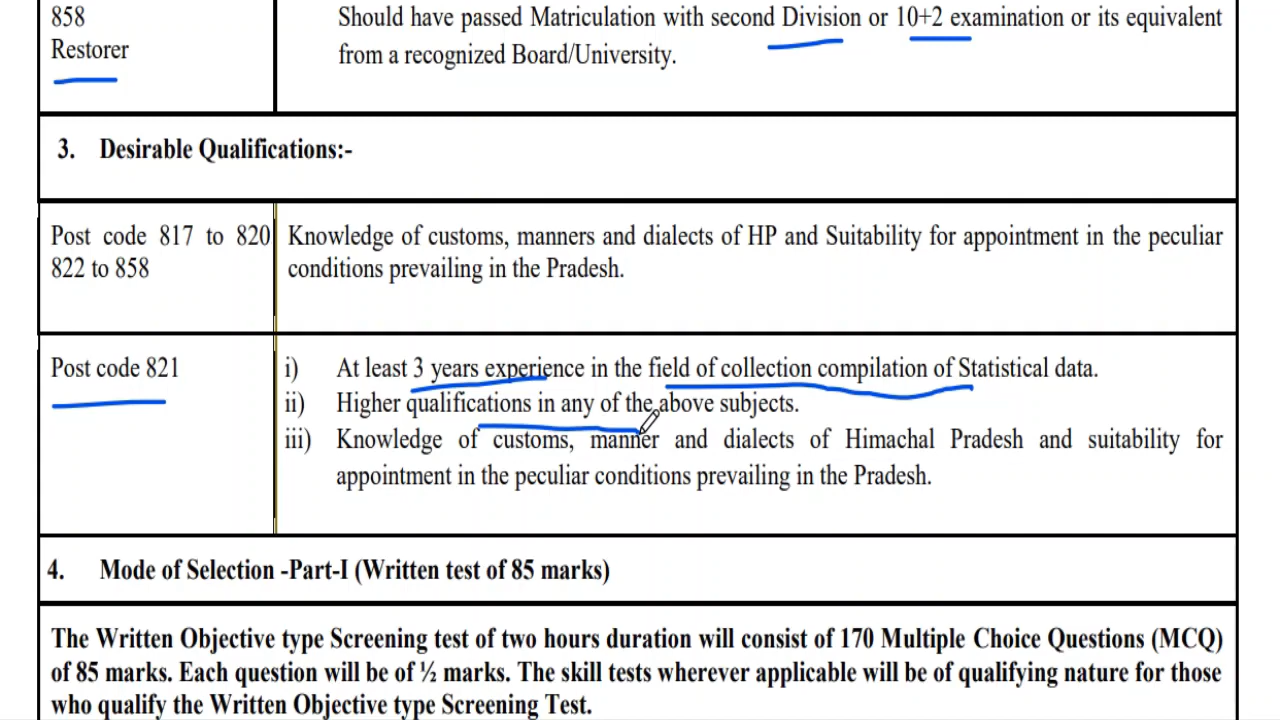 858
Restorer
Should have passed Matriculation with second Division or 10+2 examination or its equivalent
from a recognized Board/University.
3. Desirable Qualifications:-
Post code 817 to 820
822 to 858
Knowledge of customs, manners and dialects of HP and Suitability for appointment in the peculiar
conditions prevailing in the Pradesh.
Post code 821
i) At least 3 years experience in the field of collection compilation of Statistical data.
ii) Higher qualifications in any of the above subjects.
iii) Knowledge of customs, manner and dialects of Himachal Pradesh and suitability for
appointment in the peculiar conditions prevailing in the Pradesh.
4. Mode of Selection -Part-I (Written test of 85 marks)
The Written Objective type Screening test of two hours duration will consist of 170 Multiple Choice Questions (MCQ)
of 85 marks. Each question will be of ½ marks. The skill tests wherever applicable will be of qualifying nature for those
who qualify the Written Objective type Screening Test.